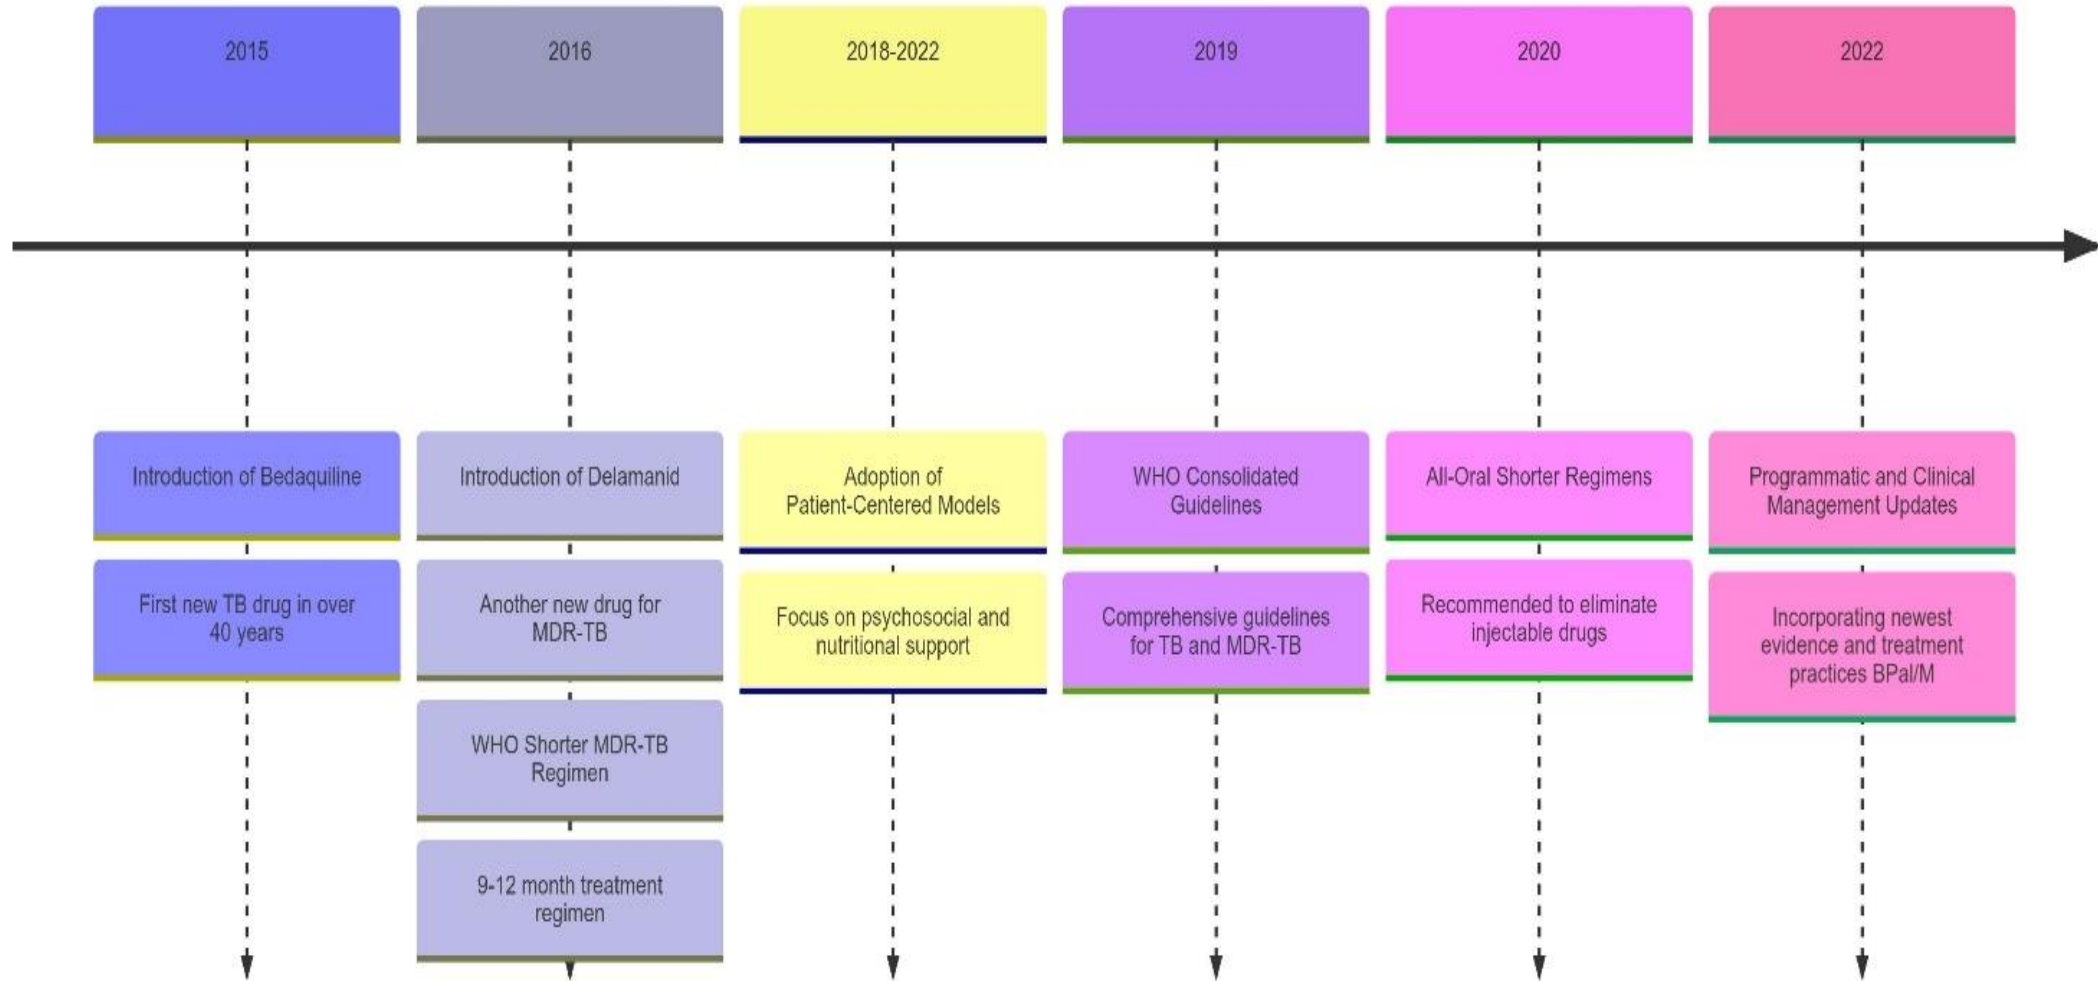 2015
2016
2018-2022
2019
2020
2022
Introduction of Bedaquiline
First new TB drug in over
40 years
Introduction of Delamanid
Another new drug for
MDR-TB
WHO Shorter MDR-TB
Regimen
9-12 month treatment
regimen
Adoption of
Patient-Centered Models
Focus on psychosocial and
nutritional support
WHO Consolidated
Guidelines
Comprehensive guidelines
for TB and MDR-TB
All-Oral Shorter Regimens
Recommended to eliminate
injectable drugs
Programmatic and Clinical
Management Updates
Incorporating newest
evidence and treatment
practices BPal/M